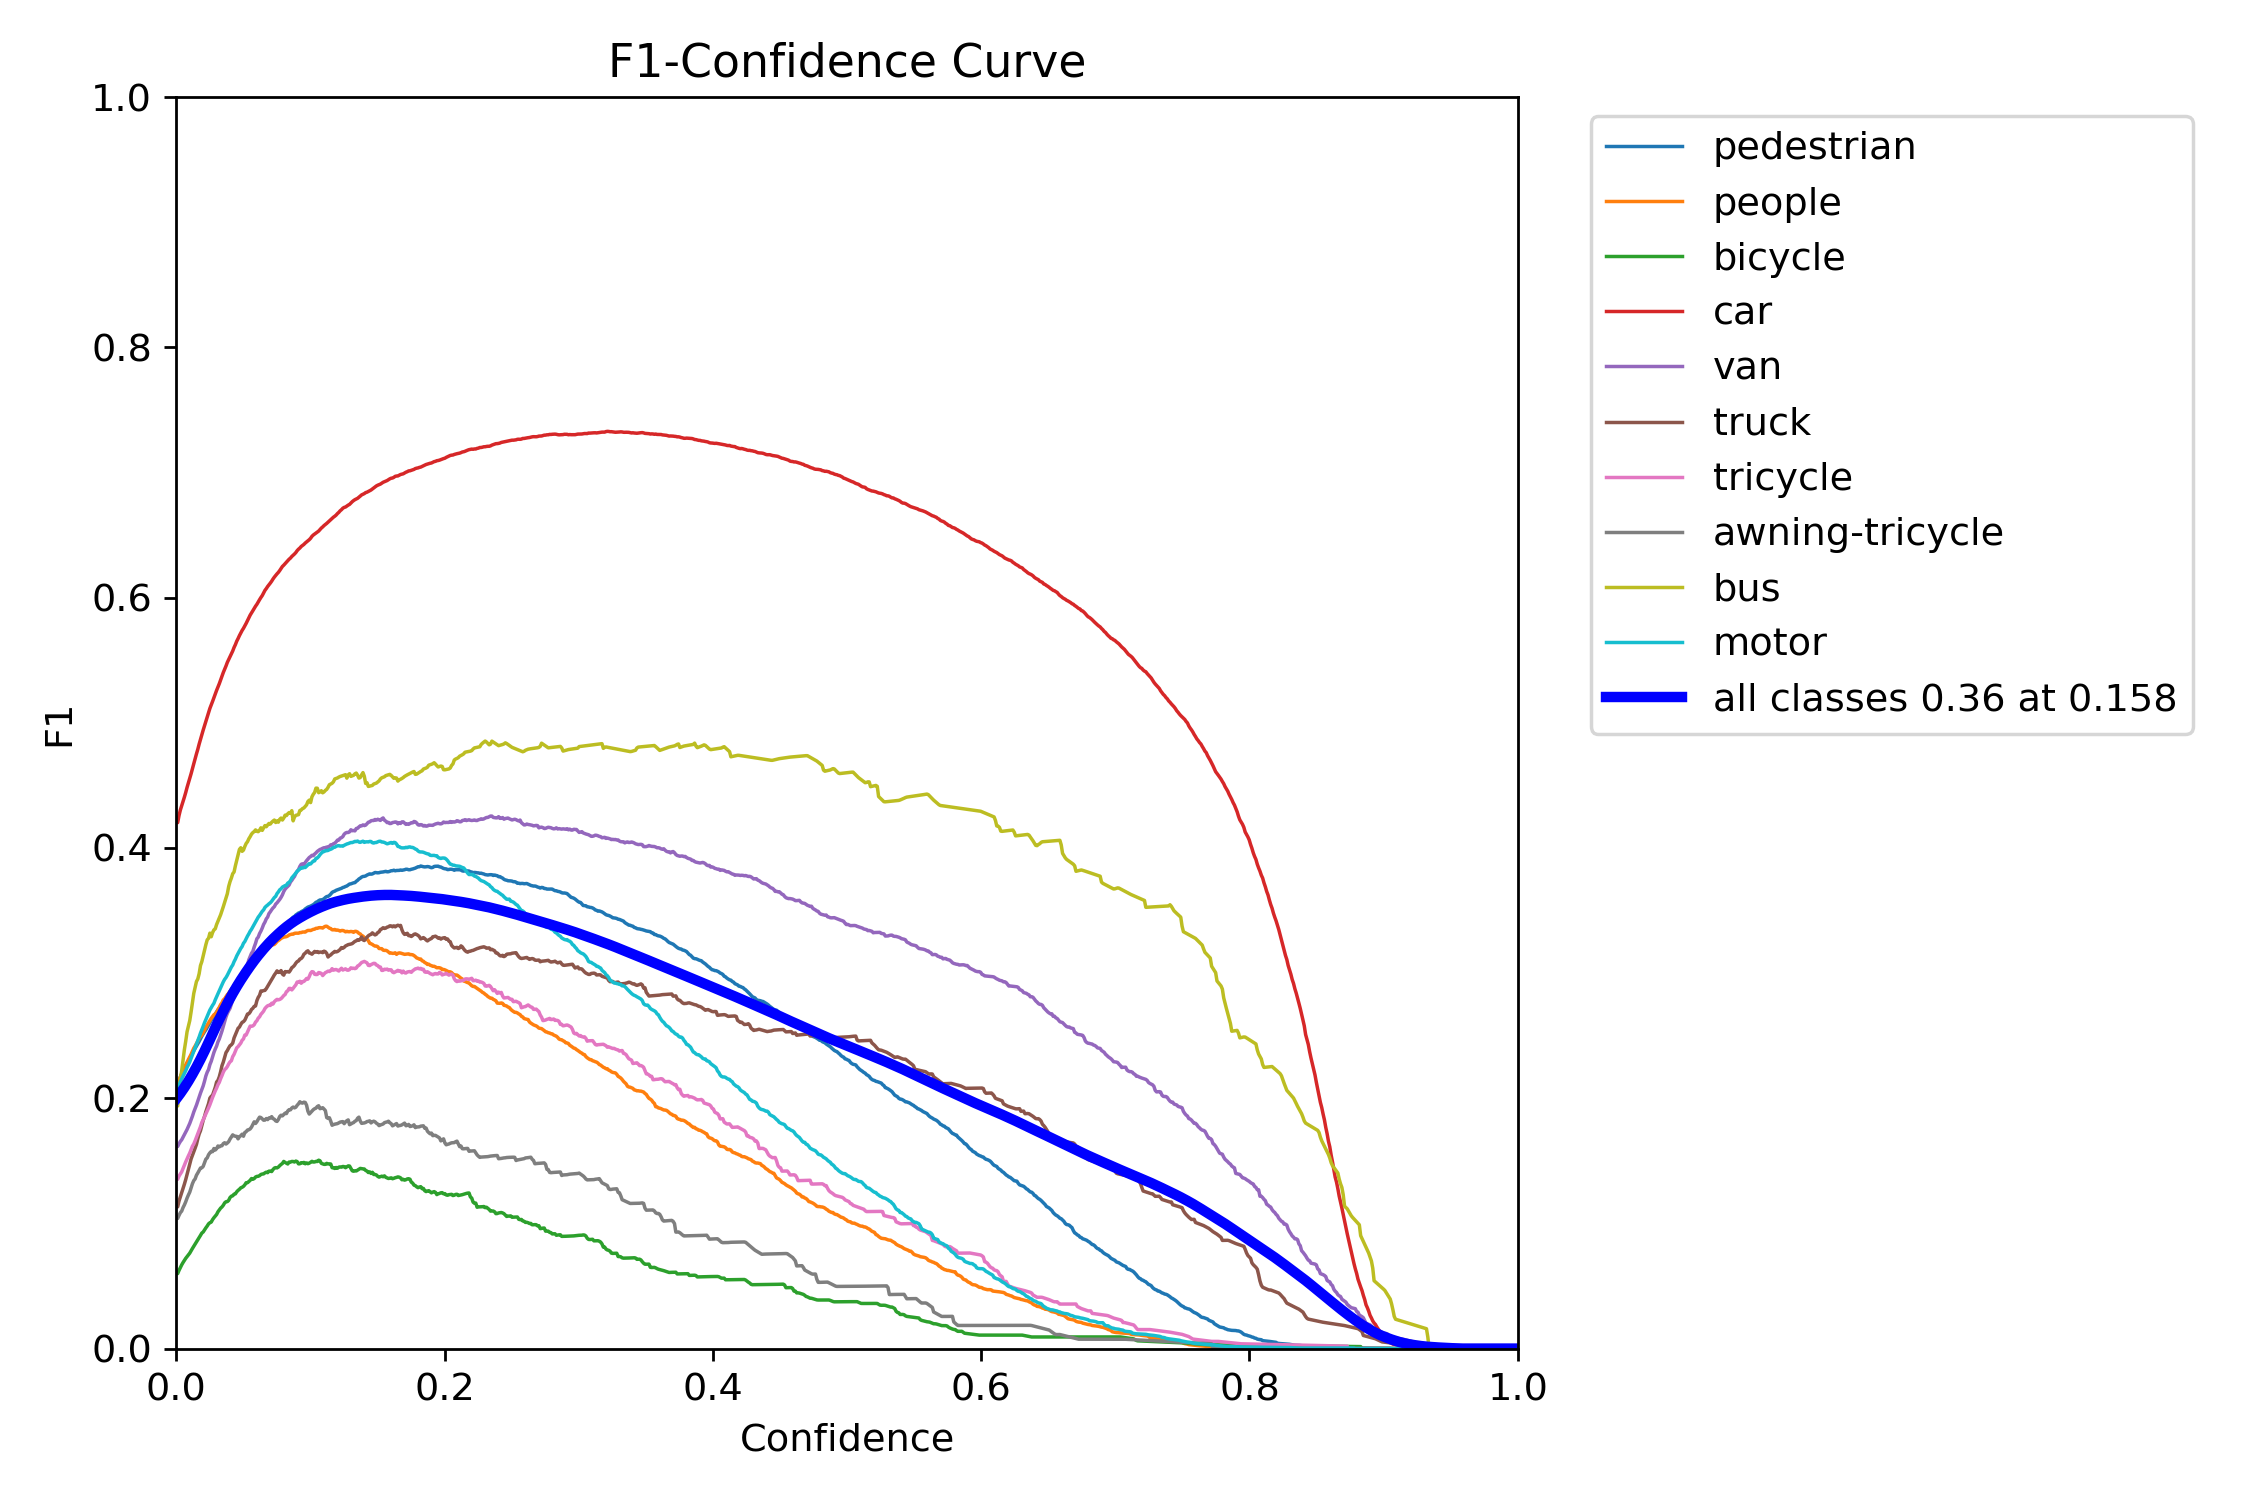 F1-Confidence Curve
1.0
0.8
0.6
0.4
0.2
0.0
F1
0.0 0.2 0.4 0.6 0.8 1.0
Confidence
pedestrian
people
bicycle
car
van
truck
tricycle
awning-tricycle
bus
motor
all classes 0.36 at 0.158